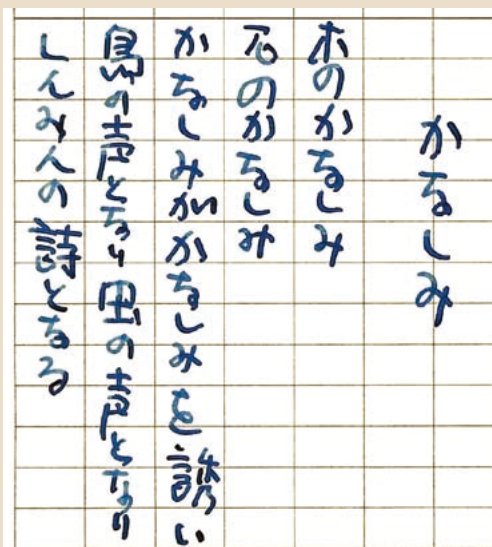 かなしみ
木のかなしみ
石のかなしみ
かなしみがかなしみを誘い
鳥の声となり虫の声となり
しんみんの詩となる